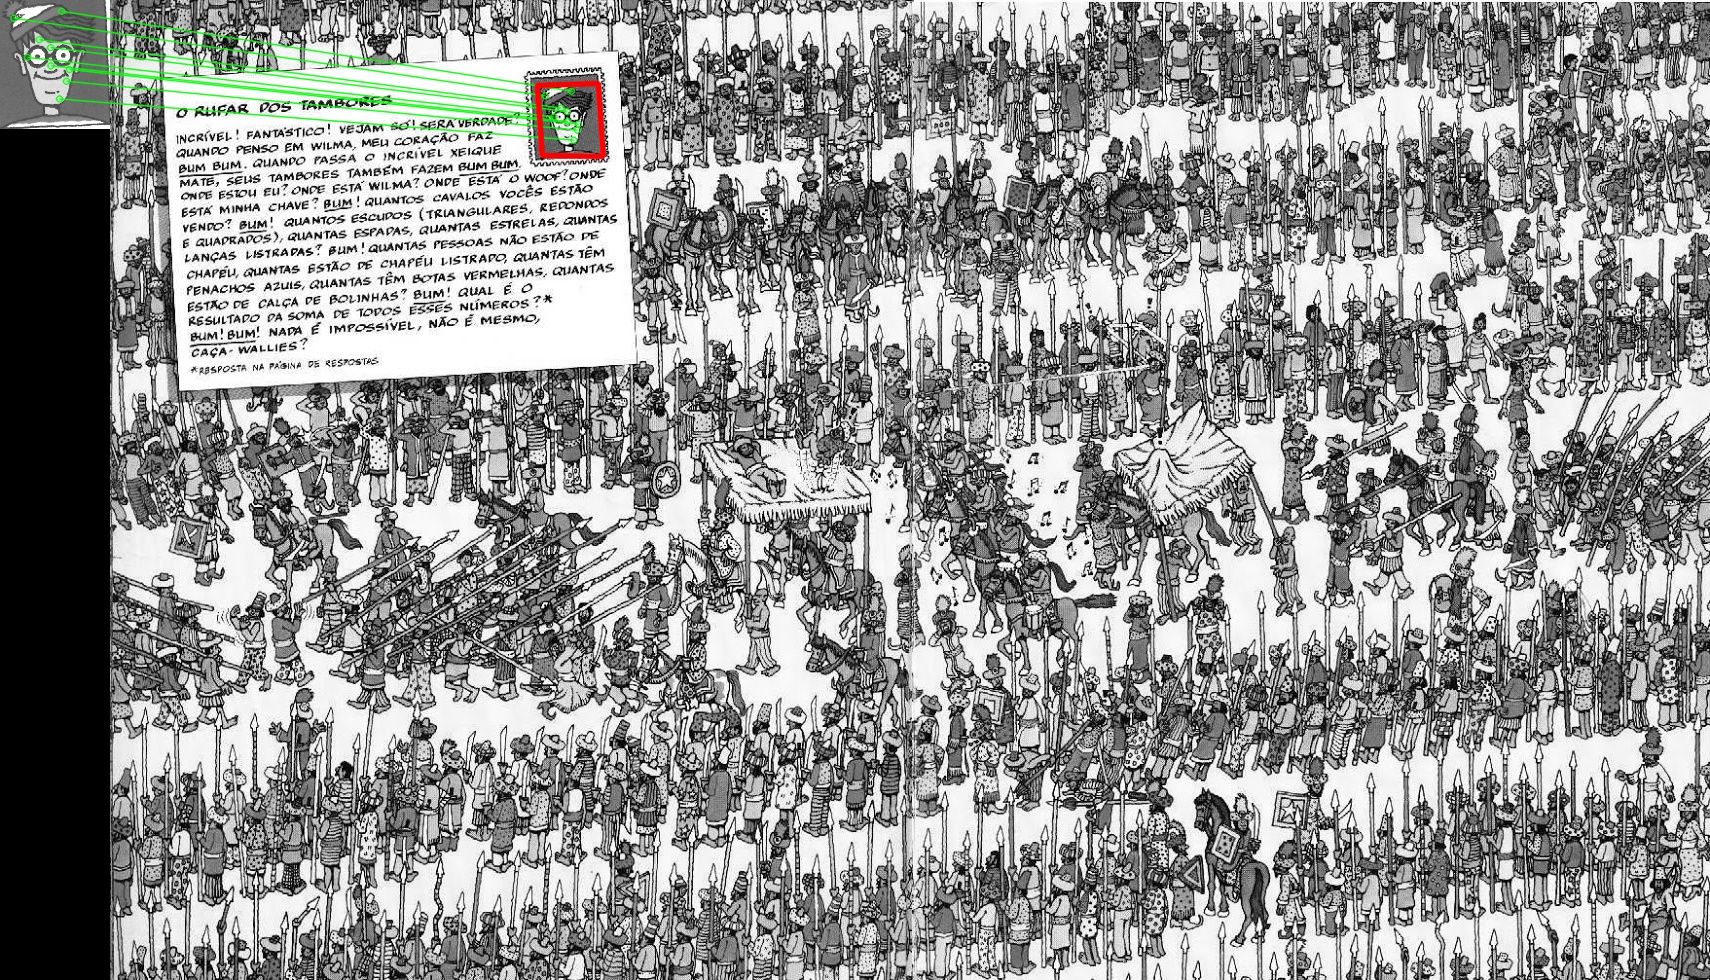 O RUFAR DOS TAMBORES
INCRÍVEL! FANTÁSTICO! VEJAM SÓ! SERÁ VERDADE?
QUANDO PENSO EM WILMA, MEU CORAÇÃO FAZ
BUM BUM. QUANDO PASSA O INCRÍVEL XEIQUE
MATE, SEUS TAMBORES TAMBÉM FAZEM BUM BUM.
ONDE ESTOU EU? ONDE ESTÁ WILMA? ONDE ESTÁ O WOOF? ONDE
ESTÁ MINHA CHAVE? BUM! QUANTOS CAVALOS VOCÊS ESTÃO
VENDO? BUM! QUANTOS ESCUDOS (TRIANGULARES, REDONDOS
E QUADRADOS), QUANTAS ESPADAS, QUANTAS ESTRELAS, QUANTAS
LANÇAS LISTRADAS? BUM! QUANTAS PESSOAS NÃO ESTÃO DE
CHAPÉU, QUANTAS ESTÃO DE CHAPÉU LISTRADO, QUANTAS TÊM
PENACHOS AZUIS, QUANTAS TÊM BOTAS VERMELHAS, QUANTAS
ESTÃO DE CALÇA DE BOLINHAS? BUM! QUAL É O
RESULTADO DA SOMA DE TODOS ESSES NÚMEROS?*
BUM! BUM! NADA É IMPOSSÍVEL, NÃO É MESMO,
CAÇA-WALLIES?
*RESPOSTA NA PÁGINA DE RESPOSTAS